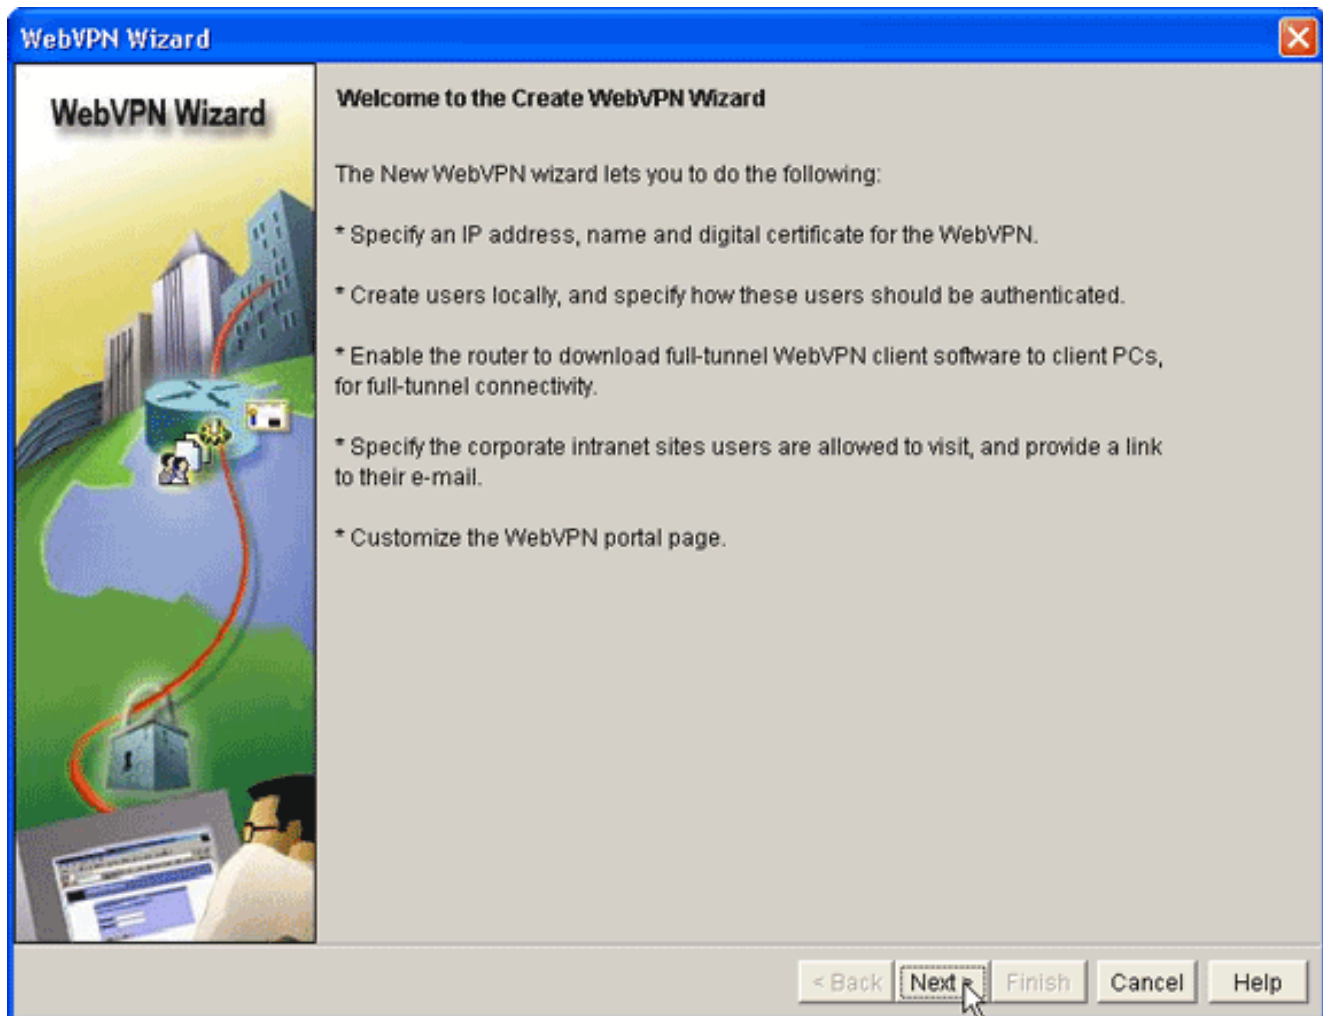 WebVPN Wizard
WebVPN Wizard
Welcome to the Create WebVPN Wizard
The New WebVPN wizard lets you to do the following:
* Specify an IP address, name and digital certificate for the WebVPN.
* Create users locally, and specify how these users should be authenticated.
* Enable the router to download full-tunnel WebVPN client software to client PCs,
for full-tunnel connectivity.
* Specify the corporate intranet sites users are allowed to visit, and provide a link
to their e-mail.
* Customize the WebVPN portal page.
< Back Next > Finish Cancel Help